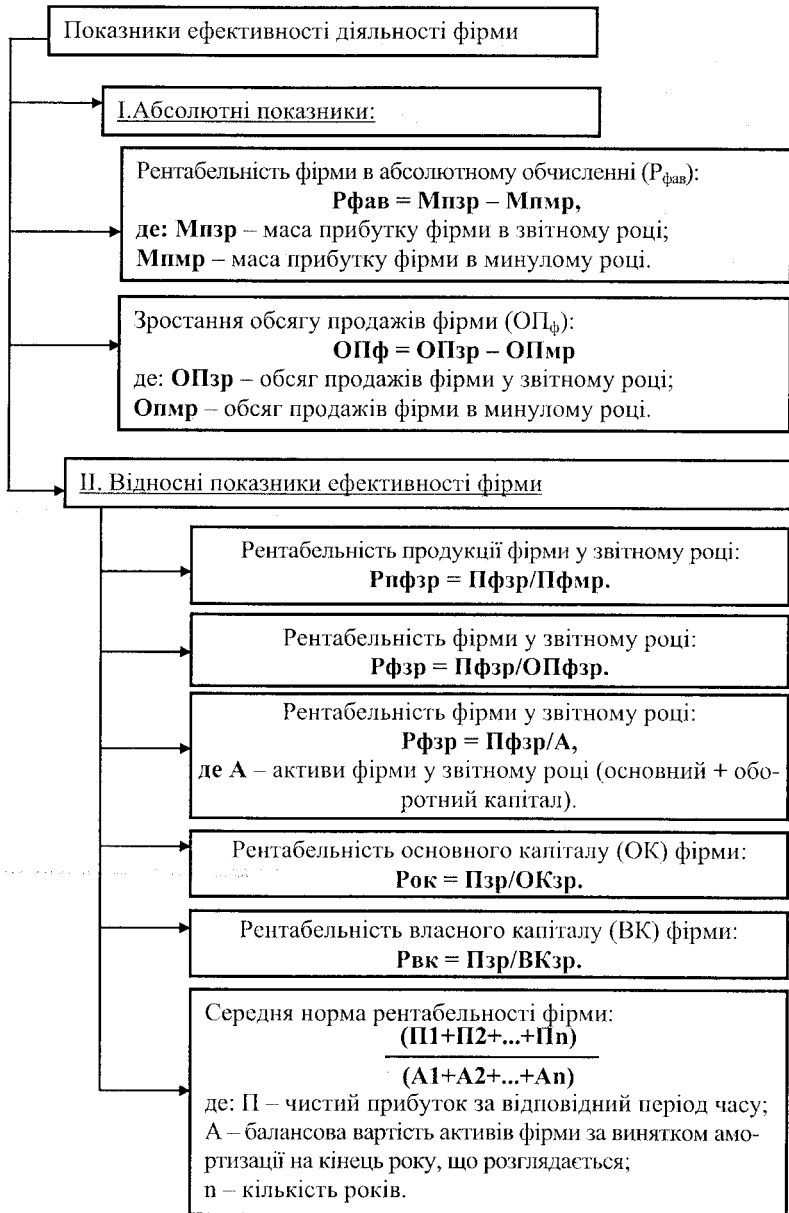 Показники ефективності діяльності фірми
І.Абсолютні показники:
Рентабельність фірми в абсолютному обчисленні (Рфав):
Рфав = Мпзр – Мпмр,
де: Мпзр – маса прибутку фірми в звітному році;
Мпмр – маса прибутку фірми в минулому році.
Зростання обсягу продажів фірми (ОПф):
ОПф = ОПзр – ОПмр
де: ОПзр – обсяг продажів фірми у звітному році;
Опмр – обсяг продажів фірми в минулому році.
ІІ. Відносні показники ефективності фірми
Рентабельність продукції фірми у звітному році:
Рпфзр = Пфзр/Пфмр.
Рентабельність фірми у звітному році:
Рфзр = Пфзр/ОПфзр.
Рентабельність фірми у звітному році:
Рфзр = Пфзр/А,
де А – активи фірми у звітному році (основний + обо-
ротний капітал).
Рентабельність основного капіталу (ОК) фірми:
Рок = Пзр/ОКзр.
Рентабельність власного капіталу (ВК) фірми:
Рвк = Пзр/ВКзр.
Середня норма рентабельності фірми:
(П1+П2+...+Пn)
(А1+А2+...+Аn)
де: П – чистий прибуток за відповідний період часу;
А – балансова вартість активів фірми за винятком амо-
ртизації на кінець року, що розглядається;
n – кількість років.